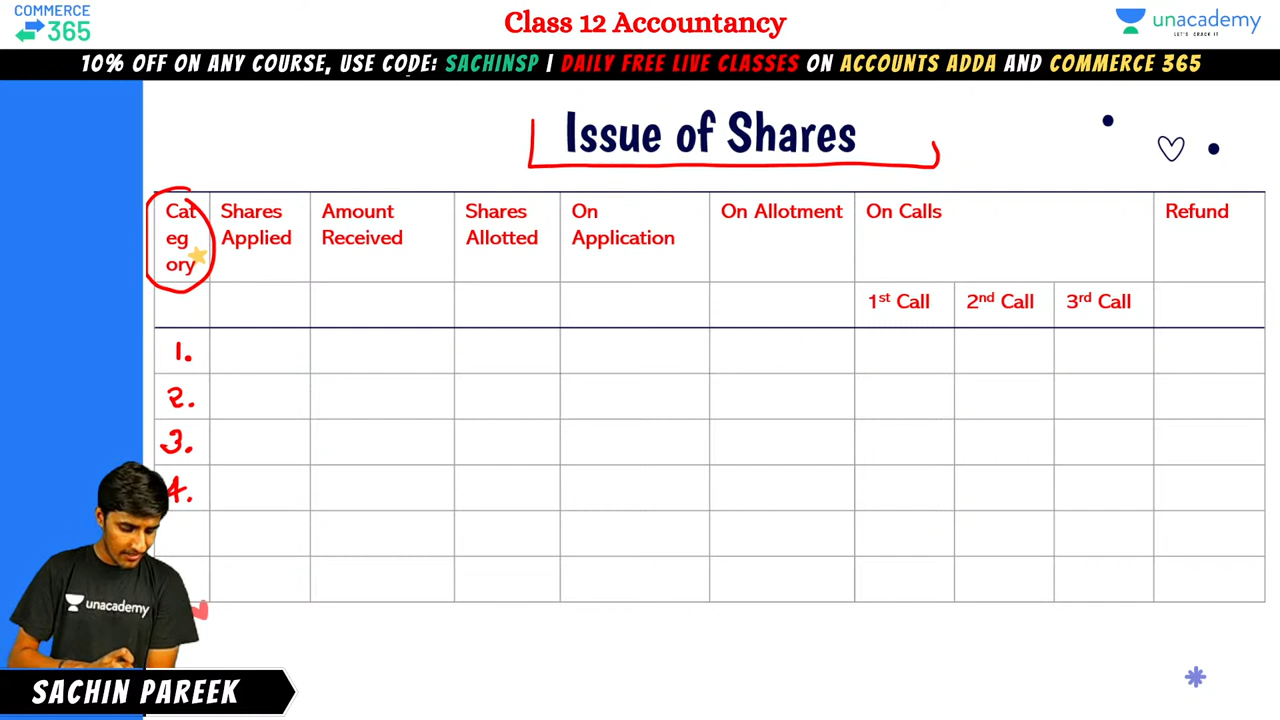 COMMERCE
365
Class 12 Accountancy
unacademy
LET'S CRACK IT
10% OFF ON ANY COURSE, USE CODE: SACHINSP | DAILY FREE LIVE CLASSES ON ACCOUNTS ADDA AND COMMERCE 365
Issue of Shares
Cat
eg
ory
Shares
Applied
Amount
Received
Shares
Allotted
On
Application
On Allotment
On Calls
Refund
1st Call
2nd Call
3rd Call
1.
2.
3.
4.
unacademy
SACHIN PAREEK